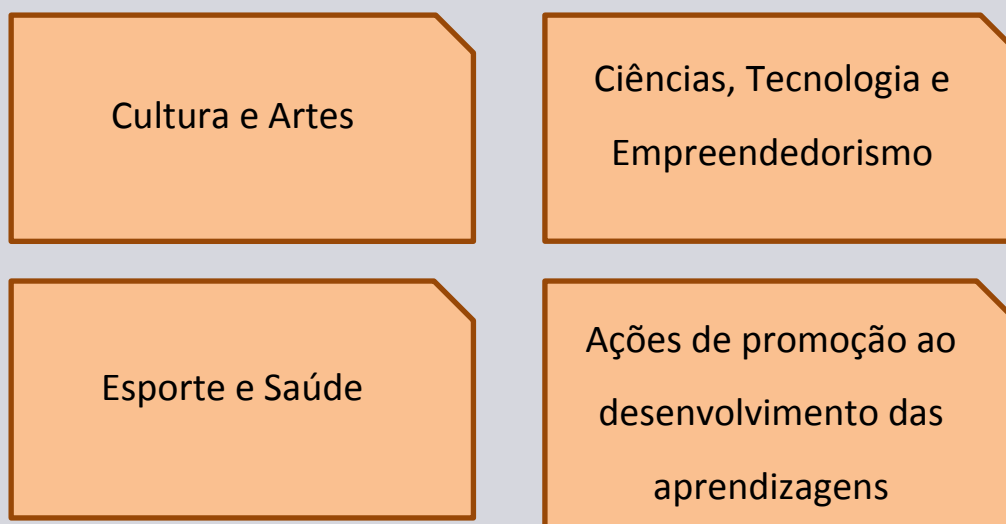 Cultura e Artes
Ciências, Tecnologia e
Empreendedorismo
Esporte e Saúde
Ações de promoção ao
desenvolvimento das
aprendizagens